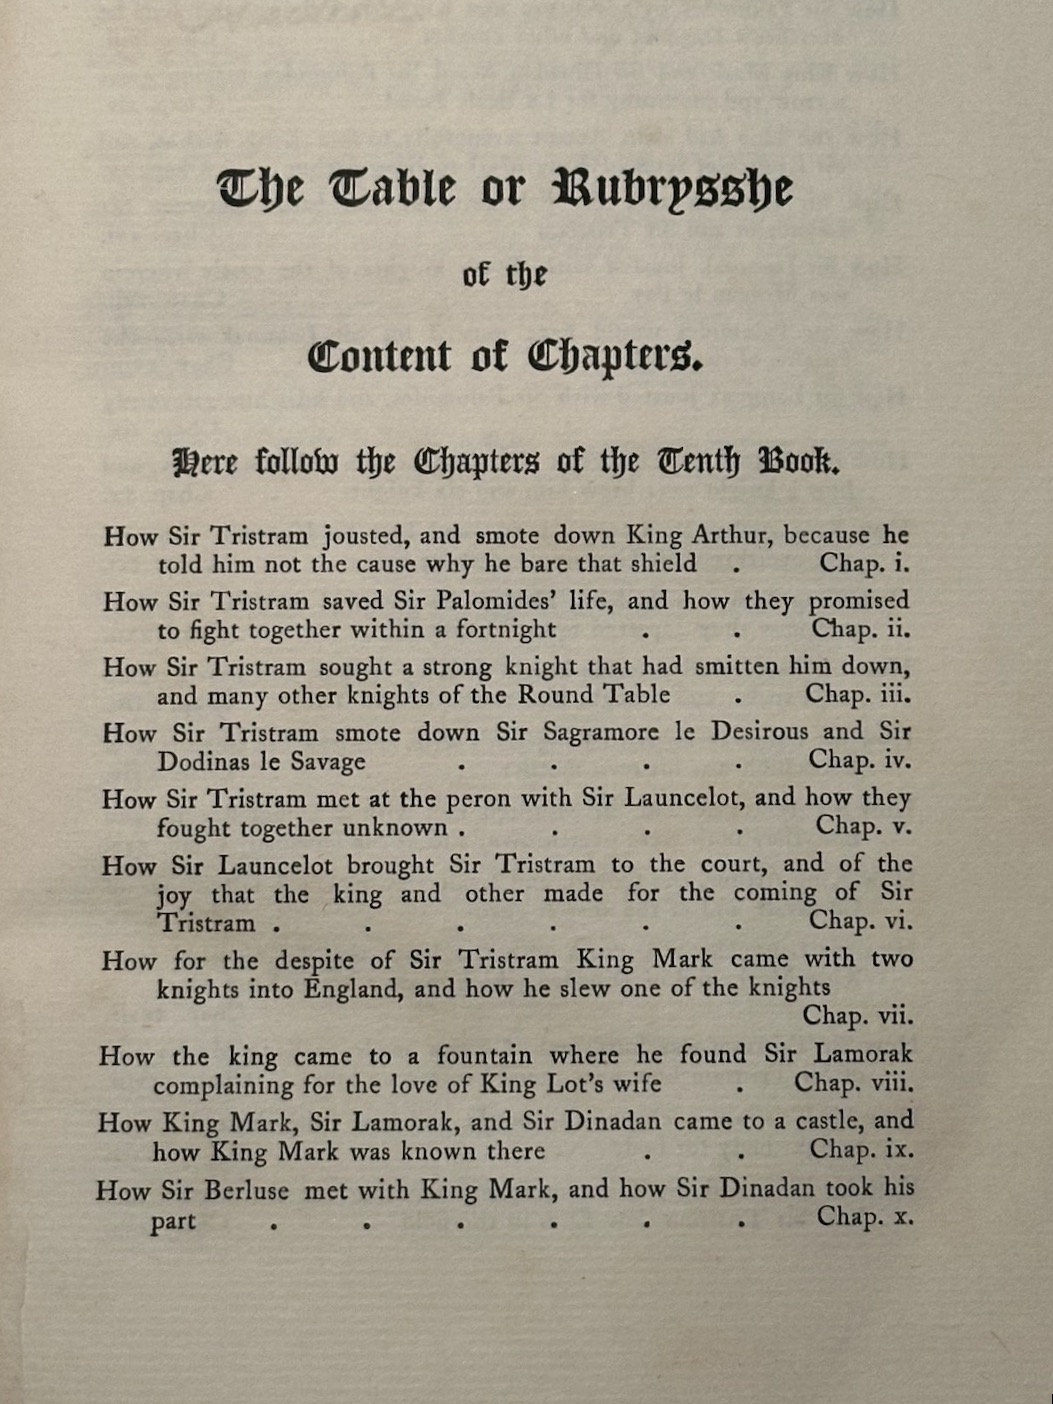 The Table or Rubrysshe
of the
Content of Chapters.
Here follow the Chapters of the Tenth Book.
How Sir Tristram jousted, and smote down King Arthur, because he
told him not the cause why he bare that shield . Chap. i.
How Sir Tristram saved Sir Palomides’ life, and how they promised
to fight together within a fortnight . . Chap. ii.
How Sir Tristram sought a strong knight that had smitten him down,
and many other knights of the Round Table . Chap. iii.
How Sir Tristram smote down Sir Sagramore le Desirous and Sir
Dodinas le Savage . . . . Chap. iv.
How Sir Tristram met at the peron with Sir Launcelot, and how they
fought together unknown . . . . Chap. v.
How Sir Launcelot brought Sir Tristram to the court, and of the
joy that the king and other made for the coming of Sir
Tristram . . . . . . Chap. vi.
How for the despite of Sir Tristram King Mark came with two
knights into England, and how he slew one of the knights
Chap. vii.
How the king came to a fountain where he found Sir Lamorak
complaining for the love of King Lot’s wife . Chap. viii.
How King Mark, Sir Lamorak, and Sir Dinadan came to a castle, and
how King Mark was known there . . Chap. ix.
How Sir Berluse met with King Mark, and how Sir Dinadan took his
part . . . . . . Chap. x.